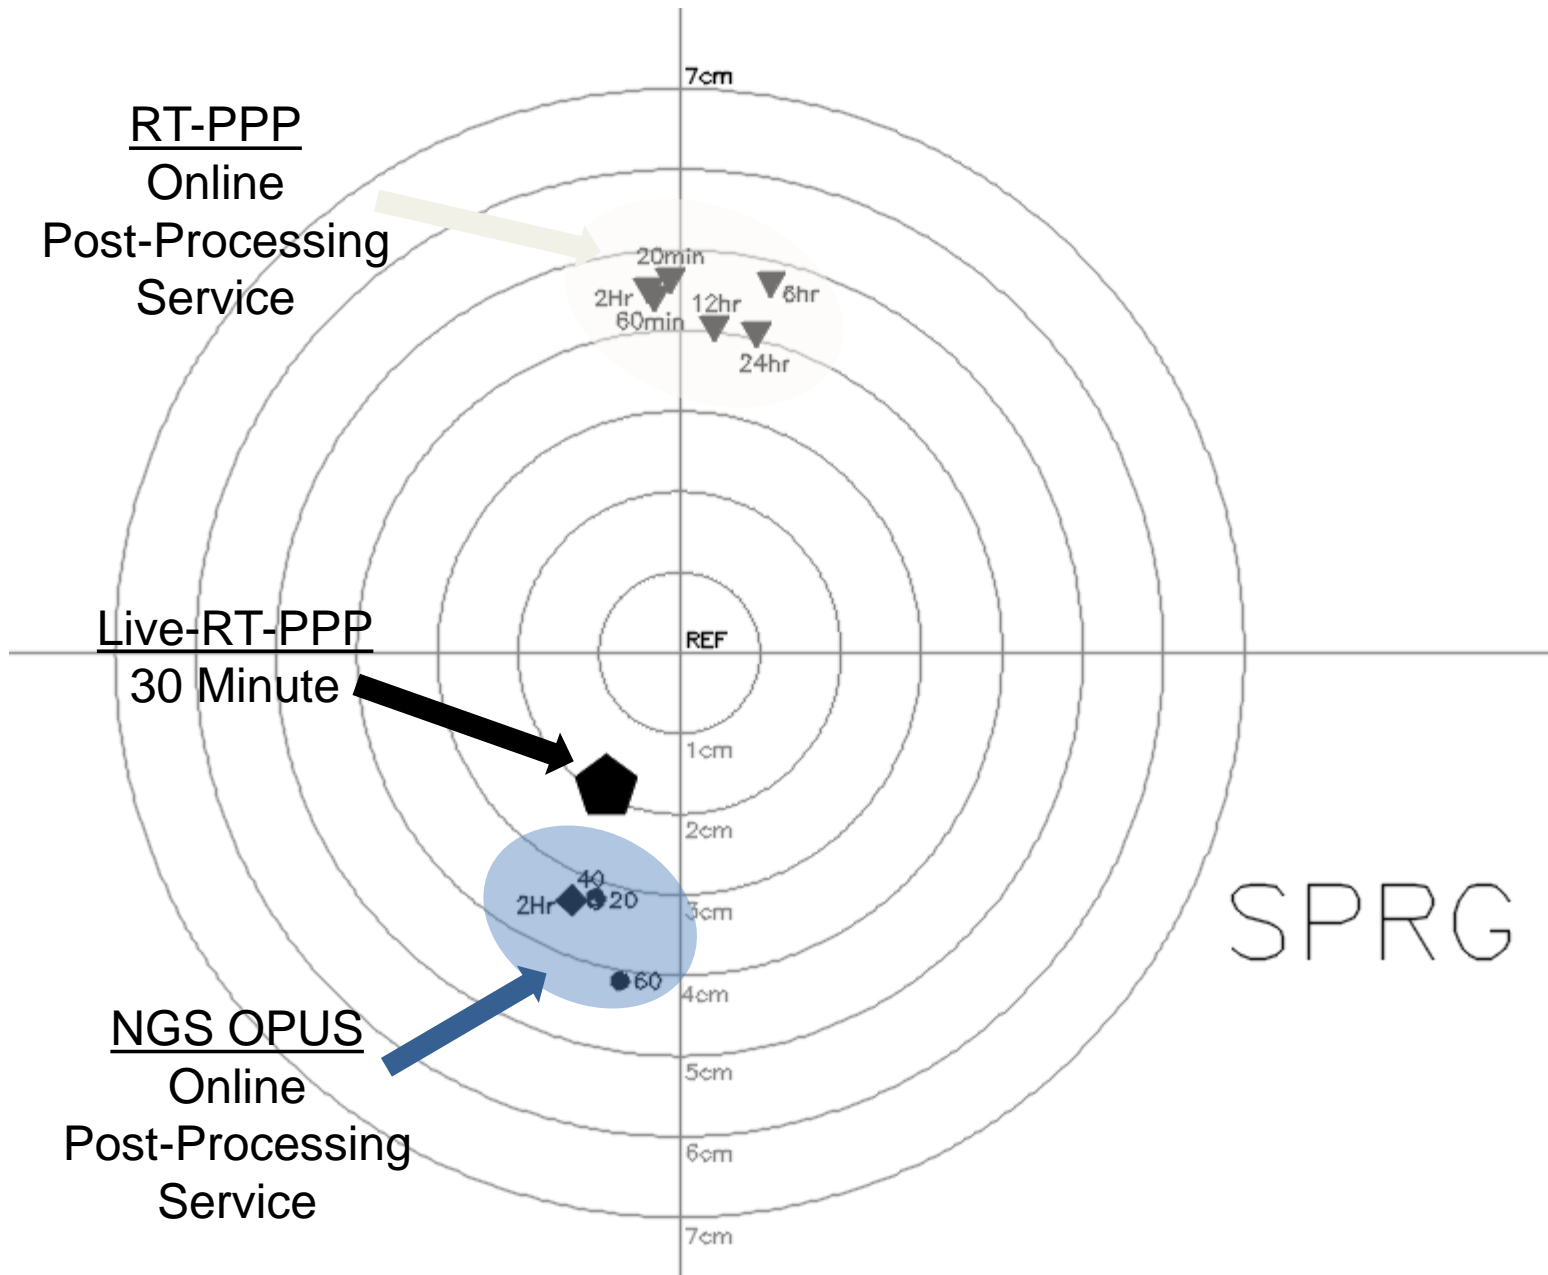 7cm
RT-PPP
Online
Post-Processing
Service
20min
2Hr
60min
12hr
6hr
24hr
REF
Live-RT-PPP
30 Minute
1cm
2cm
40
2Hr
20
3cm
60
4cm
SPRG
NGS OPUS
Online
Post-Processing
Service
5cm
6cm
7cm